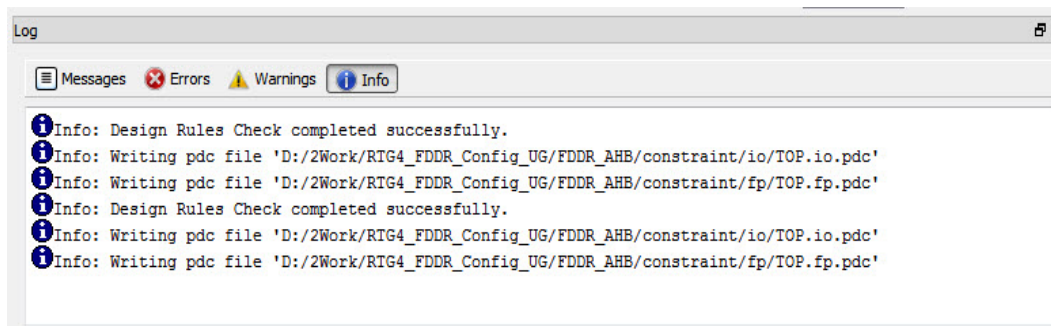 Log
Messages Errors Warnings Info
Info: Design Rules Check completed successfully.
Info: Writing pdc file 'D:/2Work/RTG4_FDDR_Config_UG/FDDR_AHB/constraint/io/TOP.io.pdc'
Info: Writing pdc file 'D:/2Work/RTG4_FDDR_Config_UG/FDDR_AHB/constraint/fp/TOP.fp.pdc'
Info: Design Rules Check completed successfully.
Info: Writing pdc file 'D:/2Work/RTG4_FDDR_Config_UG/FDDR_AHB/constraint/io/TOP.io.pdc'
Info: Writing pdc file 'D:/2Work/RTG4_FDDR_Config_UG/FDDR_AHB/constraint/fp/TOP.fp.pdc'